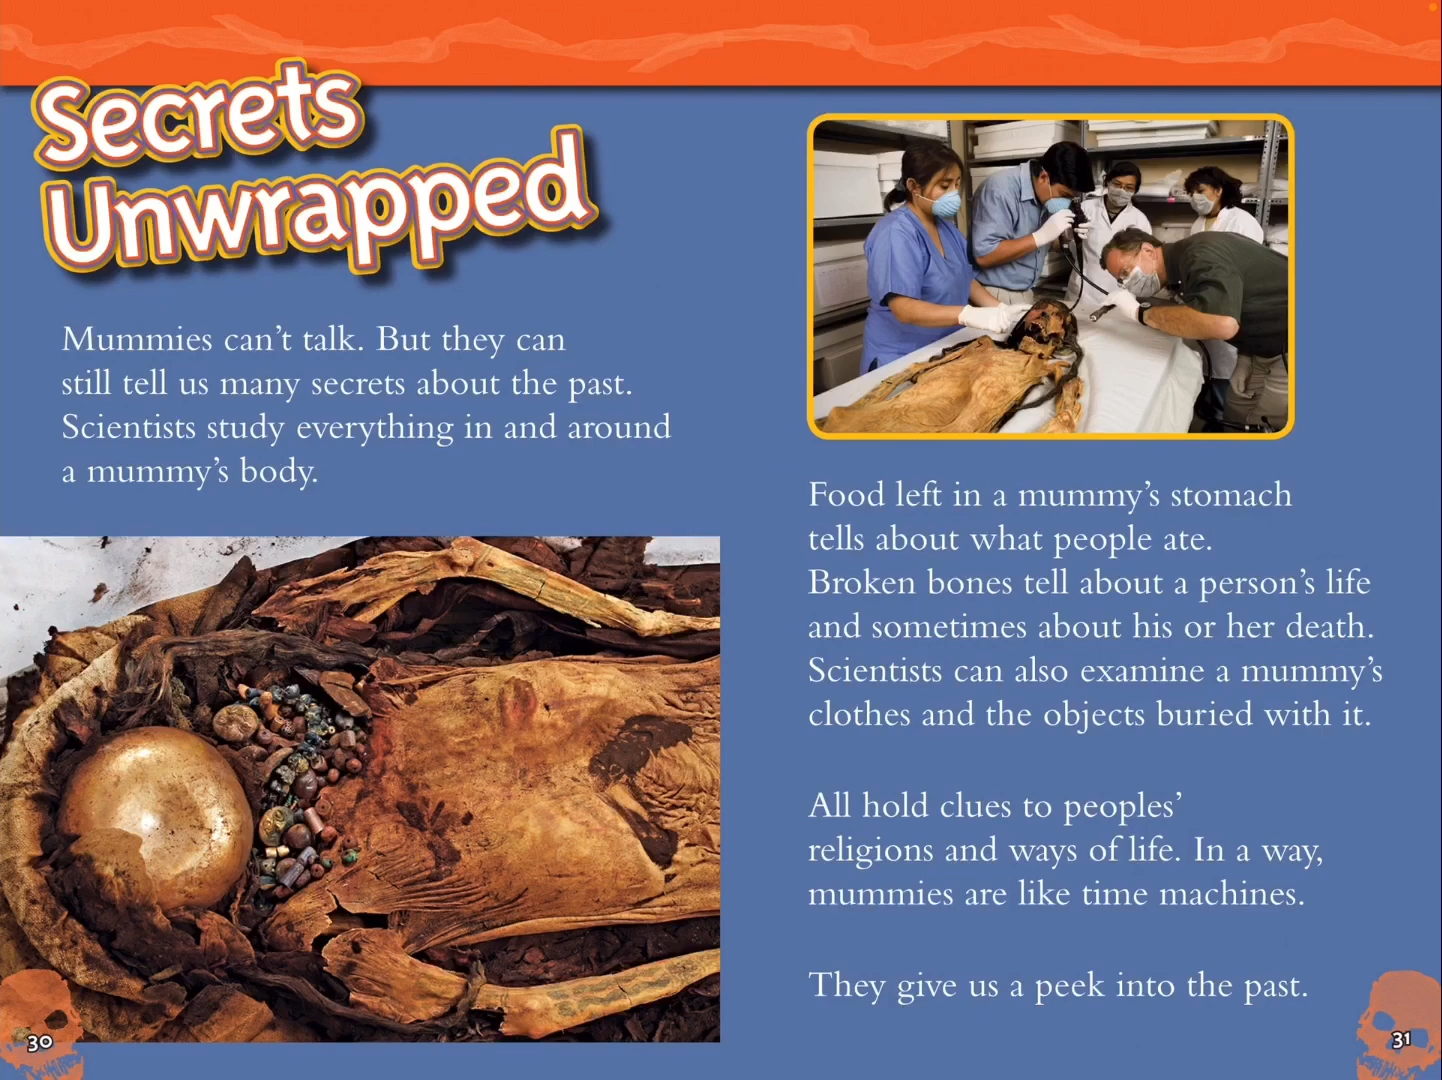 Secrets
Unwrapped
Mummies can't talk. But they can
still tell us many secrets about the past.
Scientists study everything in and around
a mummy's body.
30
Food left in a mummy's stomach
tells about what people ate.
Broken bones tell about a person's life
and sometimes about his or her death.
Scientists can also examine a mummy's
clothes and the objects buried with it.
All hold clues to peoples'
religions and ways of life. In a way,
mummies are like time machines.
They give us a peek into the past.
31